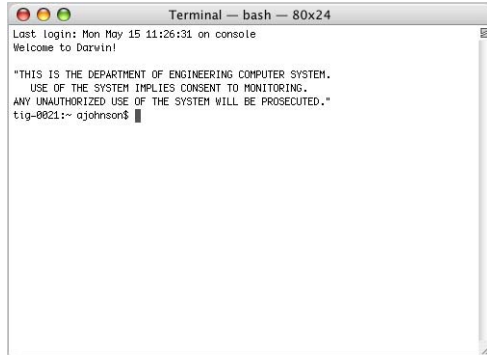 Terminal — bash — 80x24
Last login: Mon May 15 11:26:31 on console
Welcome to Darwin!
"THIS IS THE DEPARTMENT OF ENGINEERING COMPUTER SYSTEM.
USE OF THE SYSTEM IMPLIES CONSENT TO MONITORING.
ANY UNAUTHORIZED USE OF THE SYSTEM WILL BE PROSECUTED."
tig-0021:~ ajohnson$